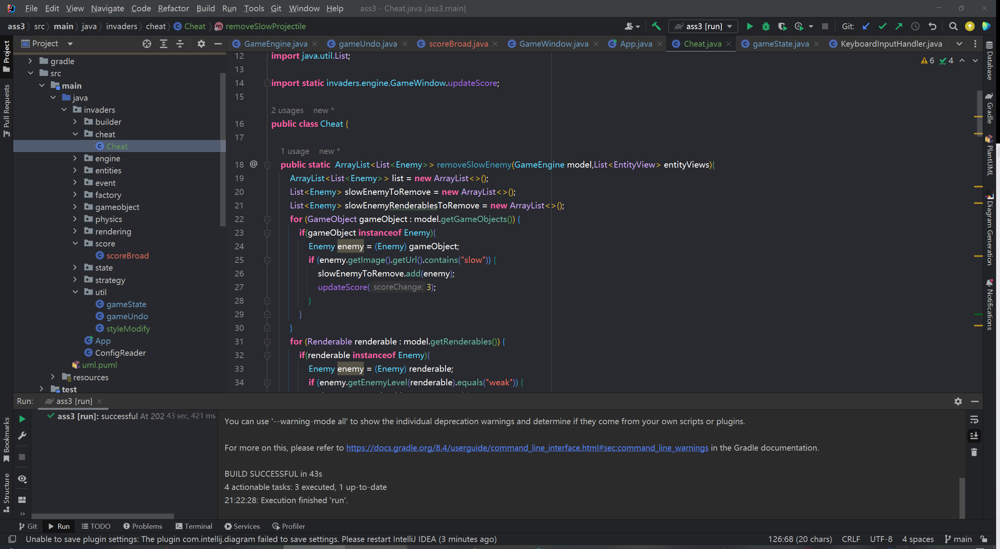 File Edit View Navigate Code Refactor Build Run Tools Git Window Help ass3 - Cheat.java [ass3.main]
ass3 src main java invaders cheat Cheat removeSlowProjectile ass3 [run] Git:
Project
GameEngine.java gameUndo.java scoreBroad.java GameWindow.java App.java Cheat.java gameState.java KeyboardInputHandler.java
Project
Pull Requests
Bookmarks
Structure
gradle
src
main
java
invaders
builder
cheat
Cheat
engine
entities
event
factory
gameobject
physics
rendering
score
scoreBroad
state
strategy
util
gameState
gameUndo
styleModify
App
ConfigReader
uml.puml
resources
test
6 4
12 import java.util.List;
13
14 import static invaders.engine.GameWindow.updateScore;
15
2 usages new *
16 public class Cheat {
17
1 usage new *
18 @ public static ArrayList<List<Enemy>> removeSlowEnemy(GameEngine model,List<EntityView> entityViews){
19 ArrayList<List<Enemy>> list = new ArrayList<>();
20 List<Enemy> slowEnemyToRemove = new ArrayList<>();
21 List<Enemy> slowEnemyRenderablesToRemove = new ArrayList<>();
22 for (GameObject gameObject : model.getGameObjects()) {
23 if(gameObject instanceof Enemy){
24 Enemy enemy = (Enemy) gameObject;
25 if (enemy.getImage().getUrl().contains("slow")) {
26 slowEnemyToRemove.add(enemy);
27 updateScore( scoreChange: 3);
28 }
29 }
30 }
31 for (Renderable renderable : model.getRenderables()) {
32 if(renderable instanceof Enemy){
33 Enemy enemy = (Enemy) renderable;
34 if (enemy.getEnemyLevel(renderable).equals("weak")) {
Database
Gradle
PlantUML
Diagram Generation
Notifications
Run: ass3 [run]
ass3 [run]: successful At 202 43 sec, 421 ms
You can use '--warning-mode all' to show the individual deprecation warnings and determine if they come from your own scripts or plugins.
For more on this, please refer to https://docs.gradle.org/8.4/userguide/command_line_interface.html#sec:command_line_warnings in the Gradle documentation.
BUILD SUCCESSFUL in 43s
4 actionable tasks: 3 executed, 1 up-to-date
21:22:28: Execution finished 'run'.
Git Run TODO Problems Terminal Services Profiler
Unable to save plugin settings: The plugin com.intellij.diagram failed to save settings. Please restart IntelliJ IDEA (3 minutes ago) 126:68 (20 chars) CRLF UTF-8 4 spaces main